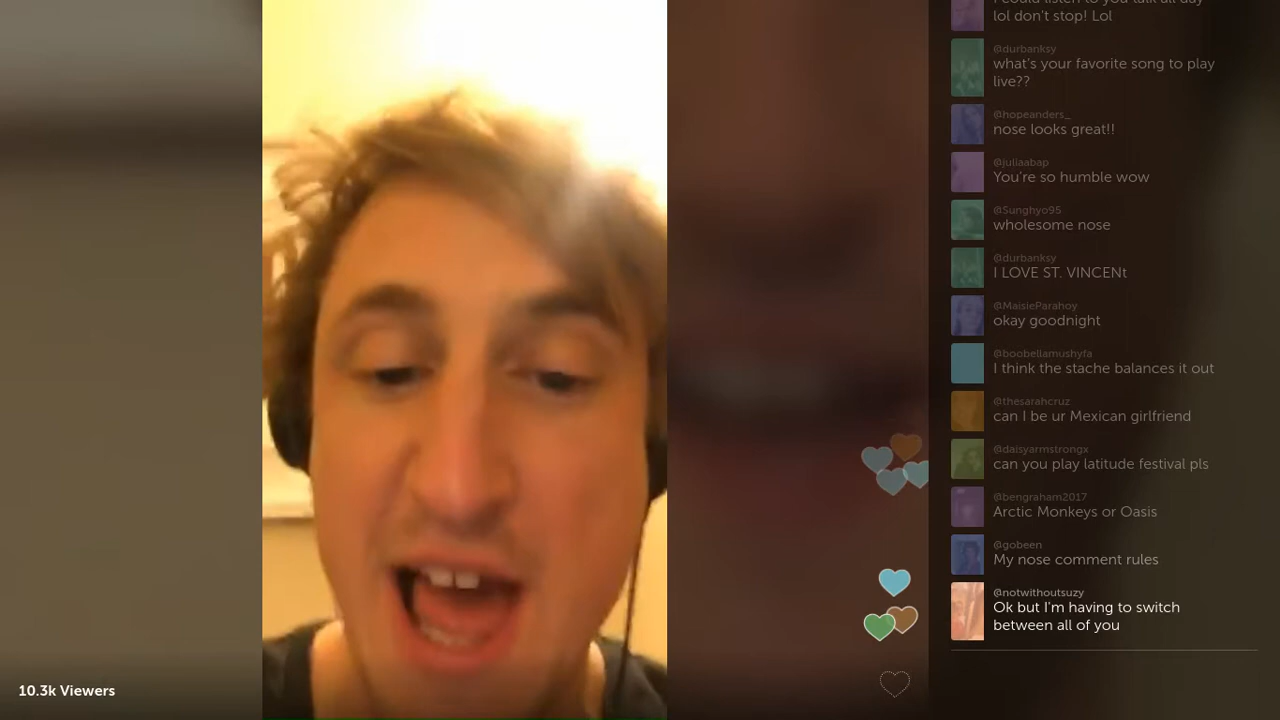 lol don't stop! Lol
@durbanksy
what's your favorite song to play
live??
@hopeanders_
nose looks great!!
@juliaabap
You're so humble wow
@Sunghyo95
wholesome nose
@durbanksy
I LOVE ST. VINCENt
@MaisieParahoy
okay goodnight
@boobellamushyfa
I think the stache balances it out
@thesarahcruz
can I be ur Mexican girlfriend
@daisyarmstrongx
can you play latitude festival pls
@bengraham2017
Arctic Monkeys or Oasis
@gobeen
My nose comment rules
@notwithoutsuzy
Ok but I'm having to switch
between all of you
10.3k Viewers